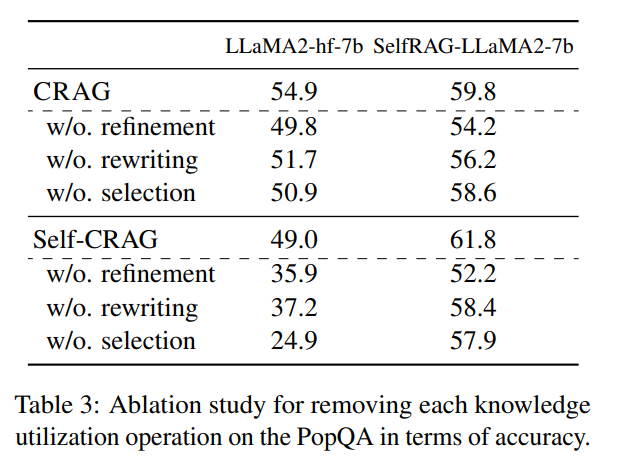 LLaMA2-hf-7b SelfRAG-LLaMA2-7b
CRAG 54.9 59.8
w/o. refinement 49.8 54.2
w/o. rewriting 51.7 56.2
w/o. selection 50.9 58.6
Self-CRAG 49.0 61.8
w/o. refinement 35.9 52.2
w/o. rewriting 37.2 58.4
w/o. selection 24.9 57.9
Table 3: Ablation study for removing each knowledge
utilization operation on the PopQA in terms of accuracy.